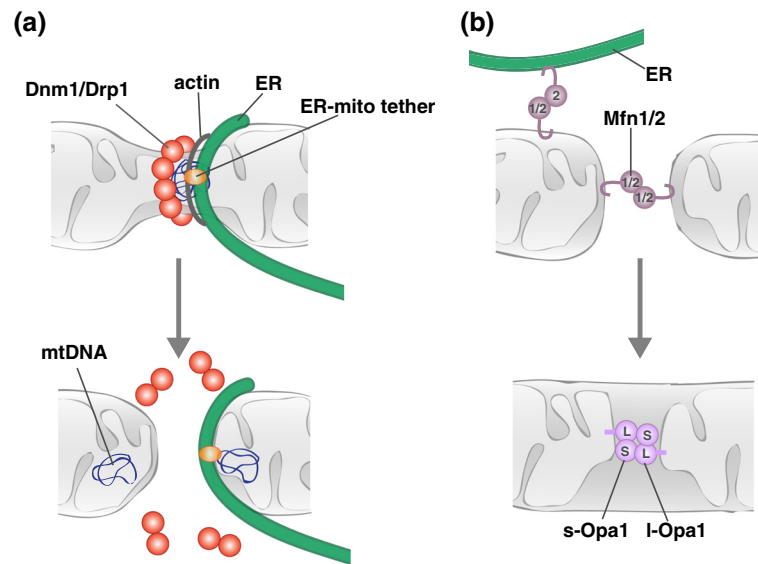 (a)
Dnm1/Drp1
actin
ER
ER-mito tether
mtDNA
(b)
ER
2
1/2
Mfn1/2
1/2
1/2
L
S
S
L
s-Opa1
l-Opa1